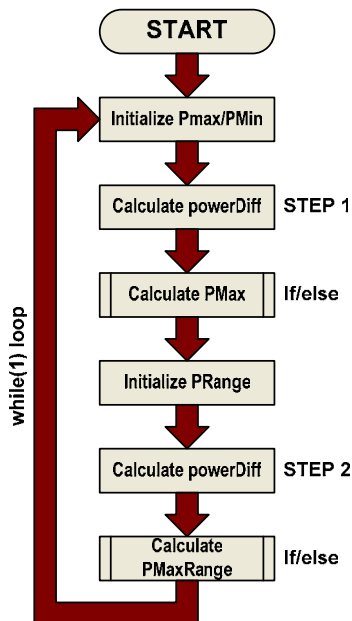 START
Initialize Pmax/PMin
Calculate powerDiff
STEP 1
Calculate PMax
If/else
Initialize PRange
Calculate powerDiff
STEP 2
Calculate
PMaxRange
If/else
while(1) loop